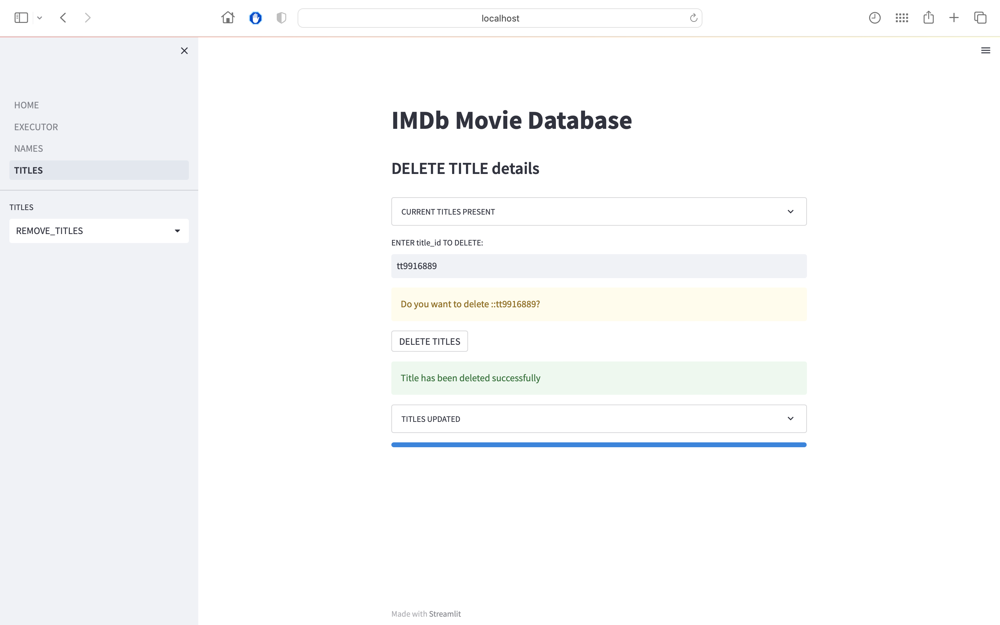 localhost
HOME
EXECUTOR
NAMES
TITLES
TITLES
REMOVE_TITLES
IMDb Movie Database
DELETE TITLE details
CURRENT TITLES PRESENT
ENTER title_id TO DELETE:
tt9916889
Do you want to delete ::tt9916889?
DELETE TITLES
Title has been deleted successfully
TITLES UPDATED
Made with Streamlit